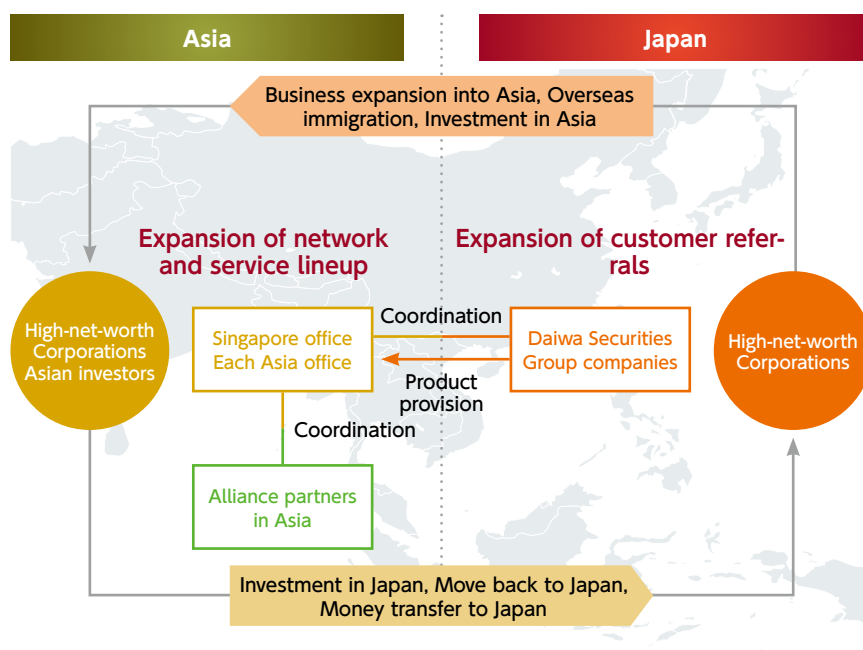 Asia
Japan
Business expansion into Asia, Overseas
immigration, Investment in Asia
Expansion of network
and service lineup
Expansion of customer refer-
rals
High-net-worth
Corporations
Asian investors
Singapore office
Each Asia office
Coordination
Product
provision
Daiwa Securities
Group companies
High-net-worth
Corporations
Coordination
Alliance partners
in Asia
Investment in Japan, Move back to Japan,
Money transfer to Japan